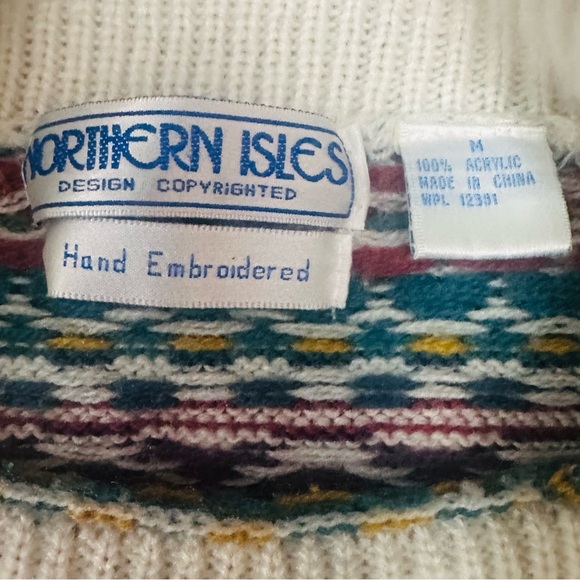 NORTHERN ISLES
DESIGN COPYRIGHTED
Hand Embroidered
M
100% ACRYLIC
MADE IN CHINA
WPL 12391